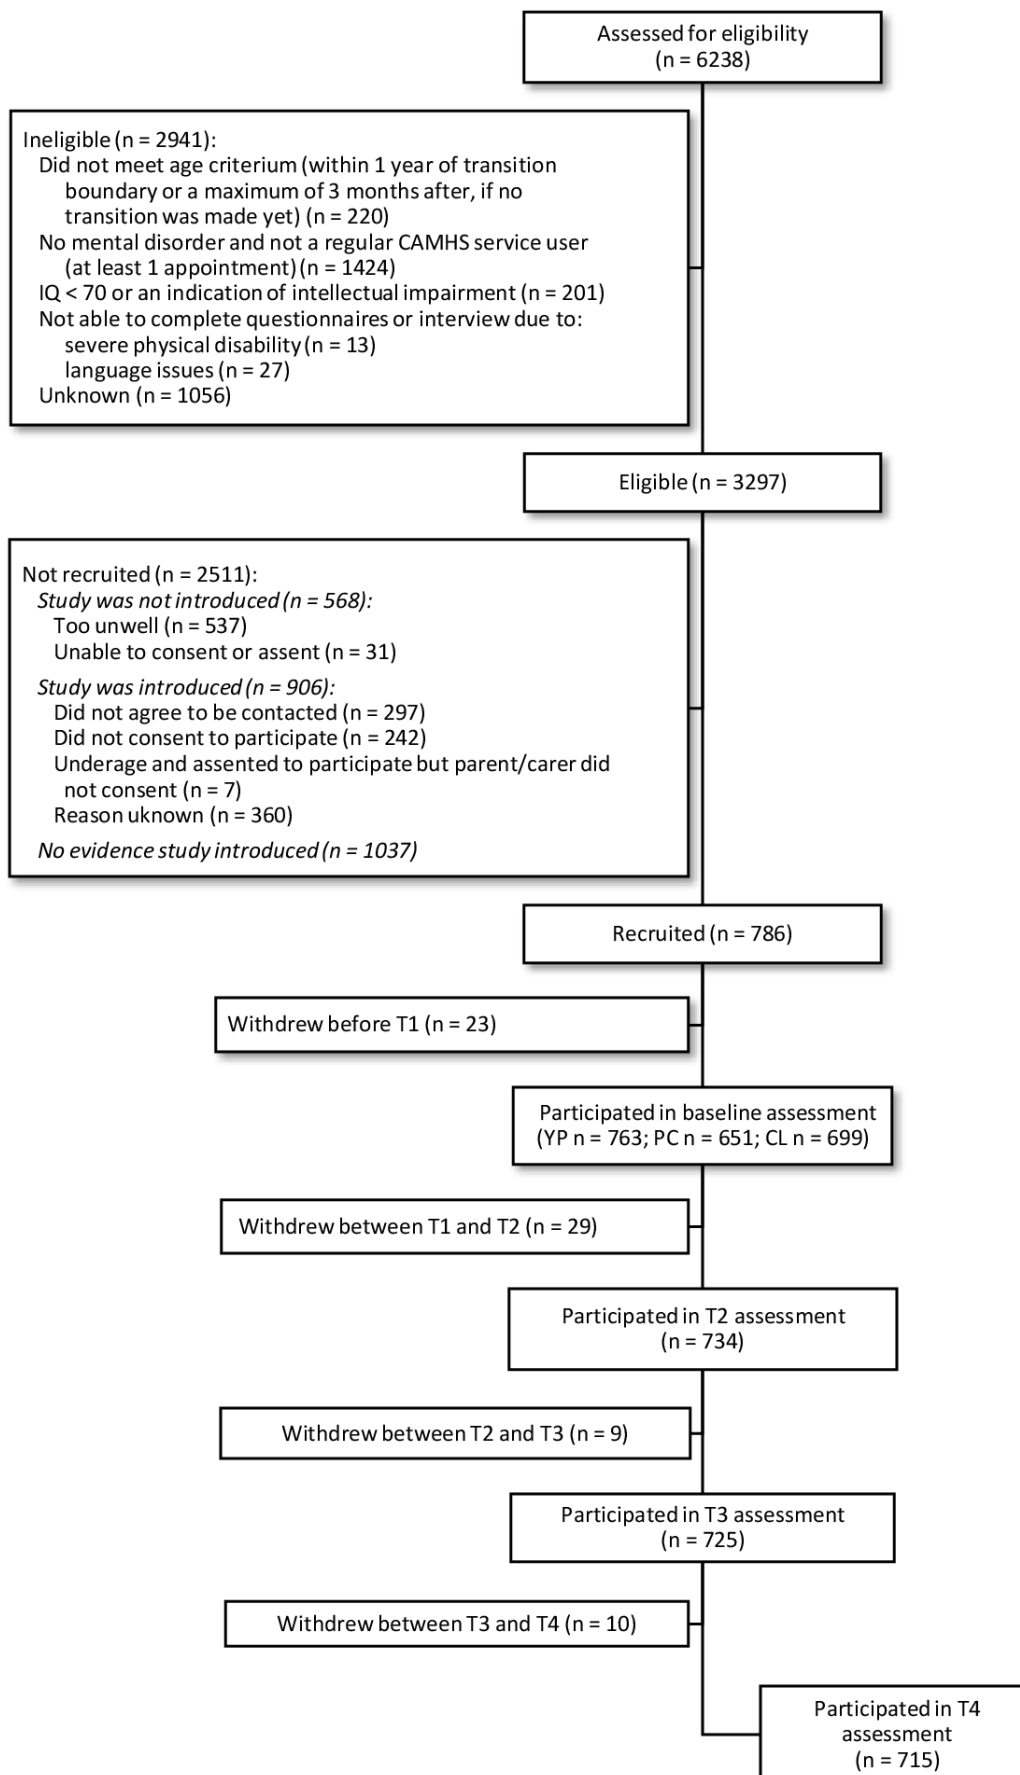 Assessed for eligibility
(n = 6238)
Ineligible (n = 2941):
Did not meet age criterium (within 1 year of transition
boundary or a maximum of 3 months after, if no
transition was made yet) (n = 220)
No mental disorder and not a regular CAMHS service user
(at least 1 appointment) (n = 1424)
IQ < 70 or an indication of intellectual impairment (n = 201)
Not able to complete questionnaires or interview due to:
severe physical disability (n = 13)
language issues (n = 27)
Unknown (n = 1056)
Eligible (n = 3297)
Not recruited (n = 2511):
Study was not introduced (n = 568):
Too unwell (n = 537)
Unable to consent or assent (n = 31)
Study was introduced (n = 906):
Did not agree to be contacted (n = 297)
Did not consent to participate (n = 242)
Underage and assented to participate but parent/carer did
not consent (n = 7)
Reason uknown (n = 360)
No evidence study introduced (n = 1037)
Recruited (n = 786)
Withdrew before T1 (n = 23)
Participated in baseline assessment
(YP n = 763; PC n = 651; CL n = 699)
Withdrew between T1 and T2 (n = 29)
Participated in T2 assessment
(n = 734)
Withdrew between T2 and T3 (n = 9)
Participated in T3 assessment
(n = 725)
Withdrew between T3 and T4 (n = 10)
Participated in T4
assessment
(n = 715)